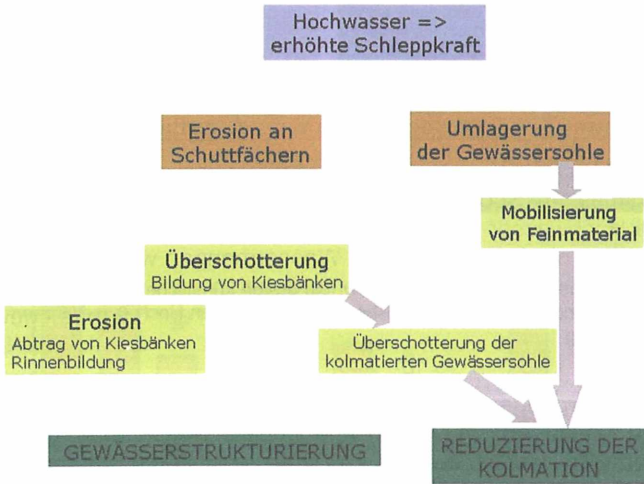 Hochwasser =>
erhöhte Schleppkraft
Erosion an
Schuttfächern
Umlagerung
der Gewässersohle
Mobilisierung
von Feinmaterial
Überschotterung
Bildung von Kiesbänken
Erosion
Abtrag von Kiesbänken
Rinnenbildung
Überschotterung der
kolmatierten Gewässersohle
GEWÄSSERSTRUKTURIERUNG
REDUZIERUNG DER
KOLMATION